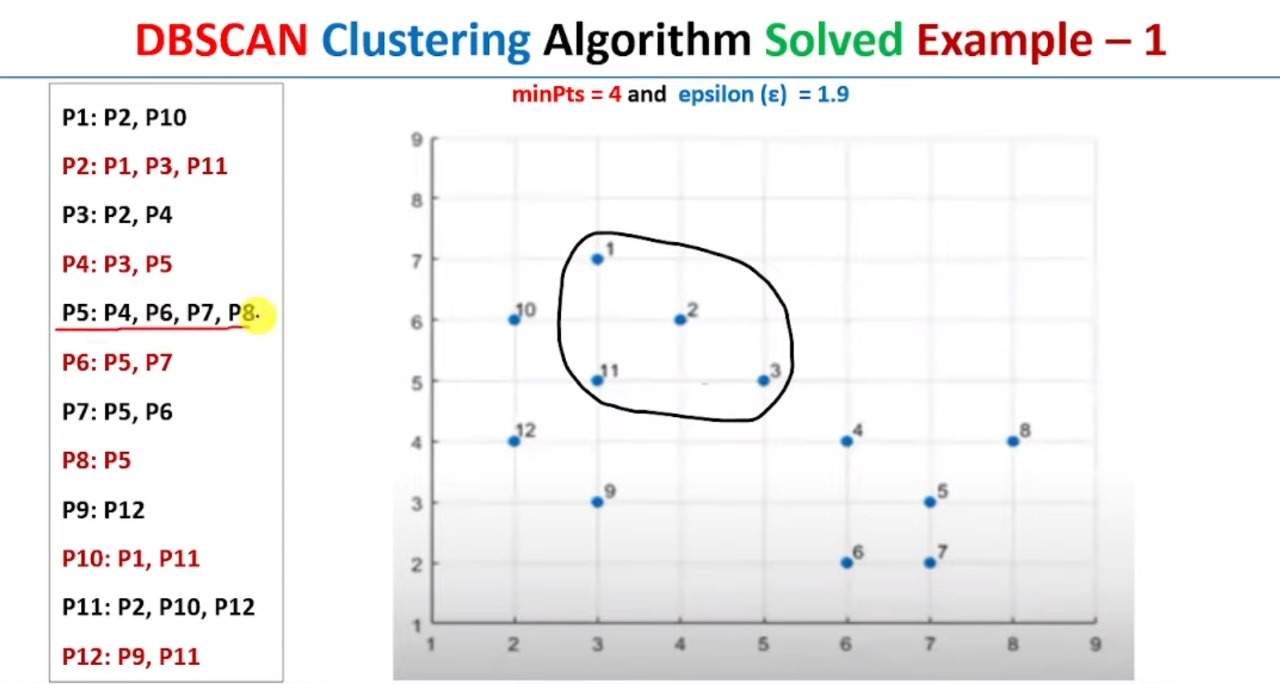 DBSCAN Clustering Algorithm Solved Example – 1
minPts = 4 and epsilon (ε) = 1.9
P1: P2, P10
P2: P1, P3, P11
P3: P2, P4
P4: P3, P5
P5: P4, P6, P7, P8
P6: P5, P7
P7: P5, P6
P8: P5
P9: P12
P10: P1, P11
P11: P2, P10, P12
P12: P9, P11
9
8
7
6
5
4
3
2
1
1 2 3 4 5 6 7 8 9
1
10 2
11 3
12 4 8
9 5
6 7